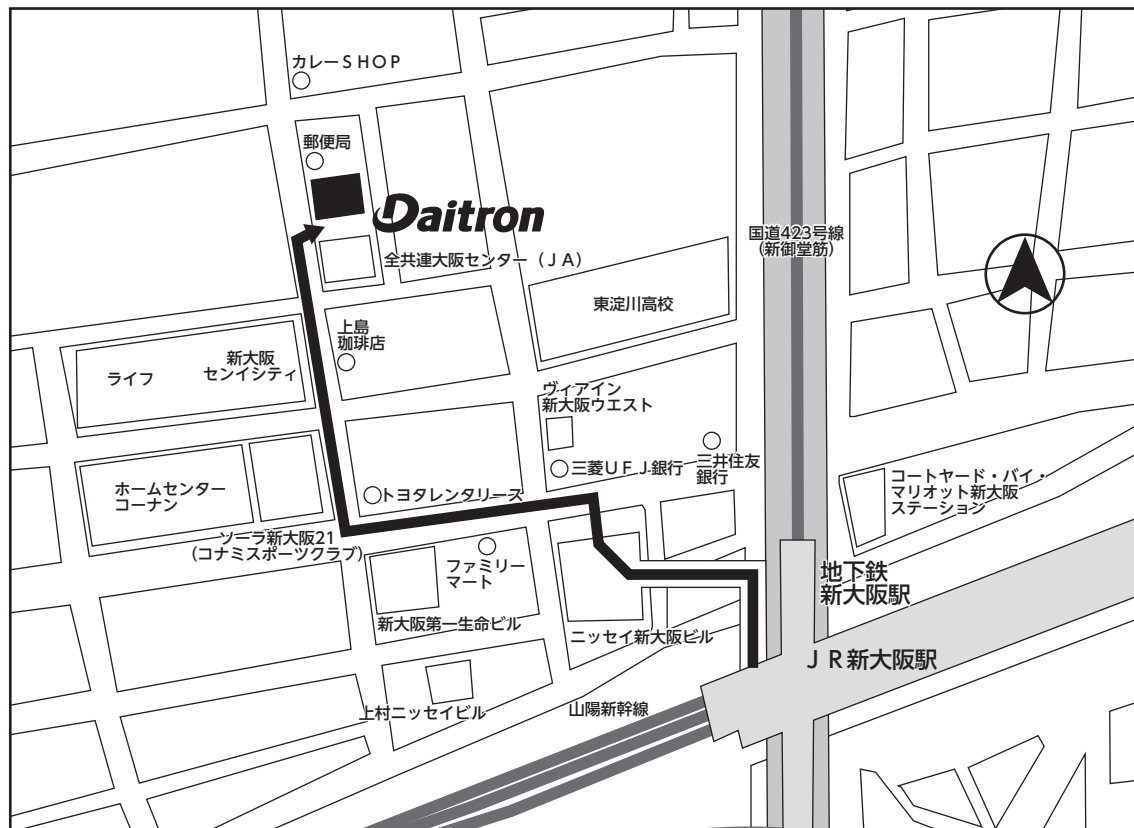 カレーＳＨＯＰ
郵便局
Daitron
全共連大阪センター（ＪＡ）
国道423号線
（新御堂筋）
東淀川高校
上島
珈琲店
新大阪
センイシティ
ライフ
ヴィアイン
新大阪ウエスト
三菱ＵＦＪ銀行
三井住友
銀行
コートヤード・バイ・
マリオット新大阪
ステーション
ホームセンター
コーナン
トヨタレンタリース
ソーラ新大阪21
（コナミスポーツクラブ）
ファミリー
マート
地下鉄
新大阪駅
新大阪第一生命ビル
ニッセイ新大阪ビル
ＪＲ新大阪駅
上村ニッセイビル
山陽新幹線